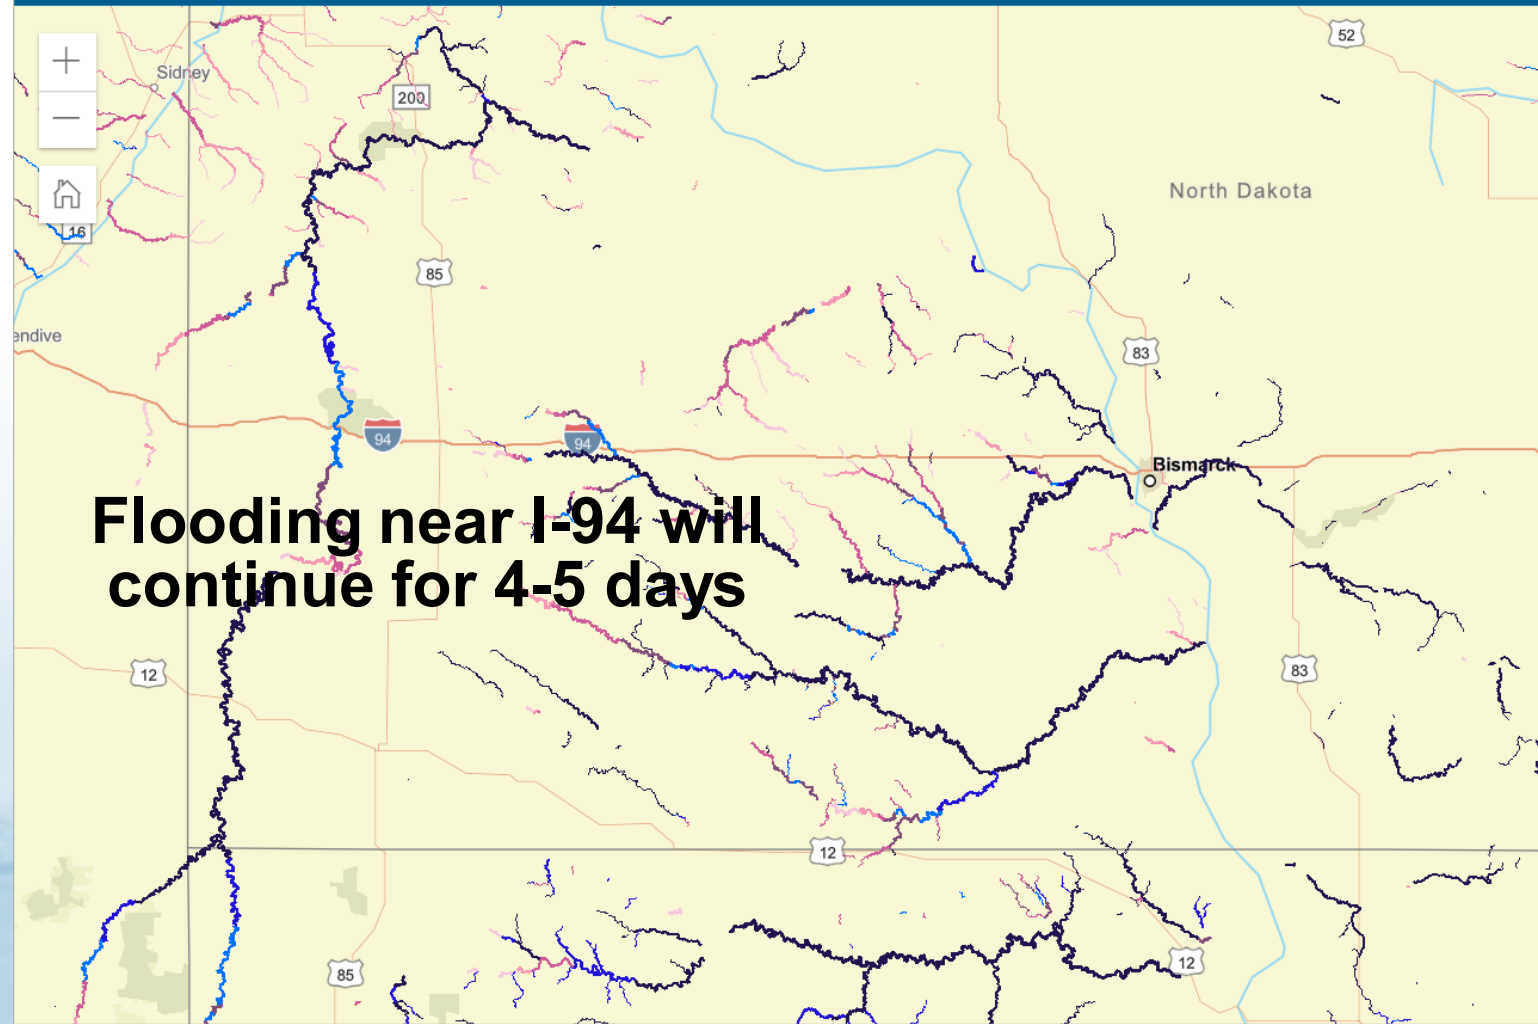 52
Sidney
200
North Dakota
16
85
endive
83
94
94
Bismarck
Flooding near I-94 will
continue for 4-5 days
12
83
12
85
12